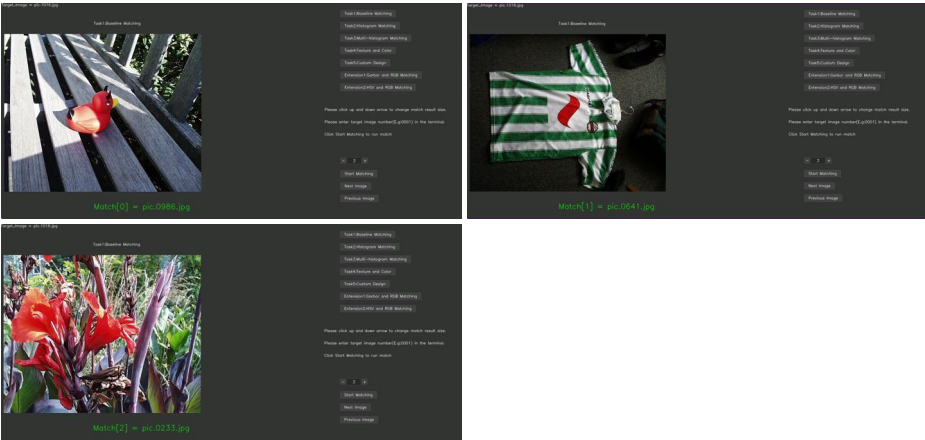 target_image = pic.1016.jpg
Task1:Baseline Matching
Task1:Baseline Matching
Task2:Histogram Matching
Task3:Multi-Histogram Matching
Task4:Texture and Color
Task5:Custom Design
Extension1:Garbor and RGB Matching
Extension2:HSV and RGB Matching
Please click up and down arrow to change match result size.
Please enter target image number(E.g:0001) in the terminal.
Click Start Matching to run match
- 3 +
Start Matching
Next Image
Previous Image
Match[0] = pic.0986.jpg
target_image = pic.1016.jpg
Task1:Baseline Matching
Task1:Baseline Matching
Task2:Histogram Matching
Task3:Multi-Histogram Matching
Task4:Texture and Color
Task5:Custom Design
Extension1:Garbor and RGB Matching
Extension2:HSV and RGB Matching
Please click up and down arrow to change match result size.
Please enter target image number(E.g:0001) in the terminal.
Click Start Matching to run match
- 3 +
Start Matching
Next Image
Previous Image
Match[1] = pic.0641.jpg
target_image = pic.1016.jpg
Task1:Baseline Matching
Task1:Baseline Matching
Task2:Histogram Matching
Task3:Multi-Histogram Matching
Task4:Texture and Color
Task5:Custom Design
Extension1:Garbor and RGB Matching
Extension2:HSV and RGB Matching
Please click up and down arrow to change match result size.
Please enter target image number(E.g:0001) in the terminal.
Click Start Matching to run match
- 3 +
Start Matching
Next Image
Previous Image
Match[2] = pic.0233.jpg